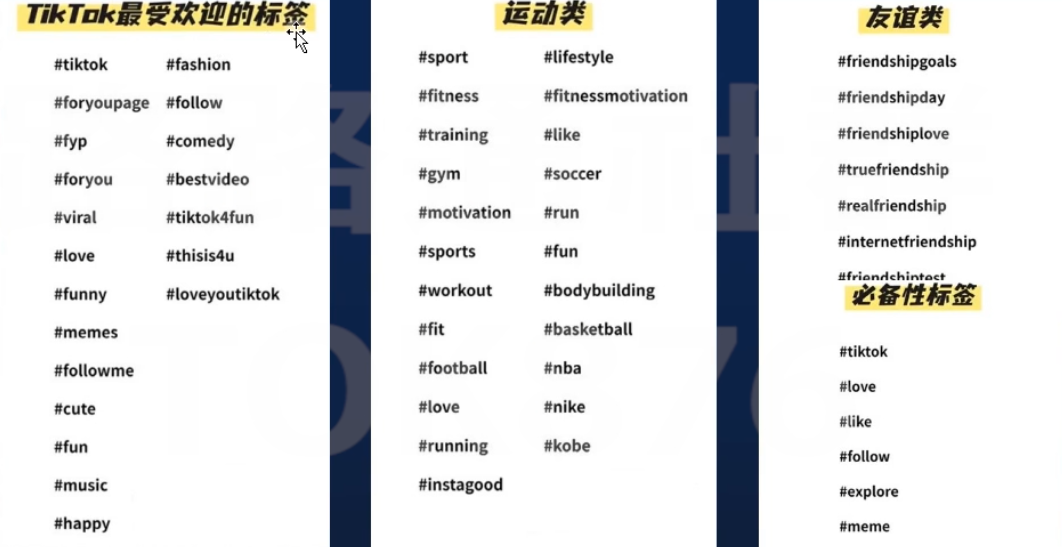 TikTok最受欢迎的标签
#tiktok #fashion
#foryoupage #follow
#fyp #comedy
#foryou #bestvideo
#viral #tiktok4fun
#love #thisis4u
#funny #loveyoutiktok
#memes
#followme
#cute
#fun
#music
#happy
运动类
#sport #lifestyle
#fitness #fitnessmotivation
#training #like
#gym #soccer
#motivation #run
#sports #fun
#workout #bodybuilding
#fit #basketball
#football #nba
#love #nike
#running #kobe
#instagood
友谊类
#friendshipgoals
#friendshipday
#friendshiplove
#truefriendship
#realfriendship
#internetfriendship
#friendshiptest
必备性标签
#tiktok
#love
#like
#follow
#explore
#meme